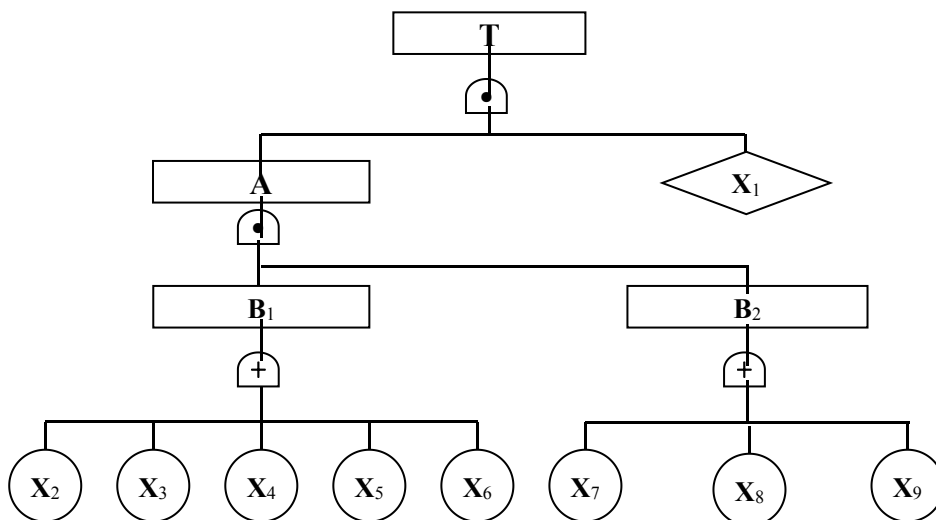 T
A
X₁
B₁
B₂
+
+
X₂ X₃ X₄ X₅ X₆ X₇ X₈ X₉